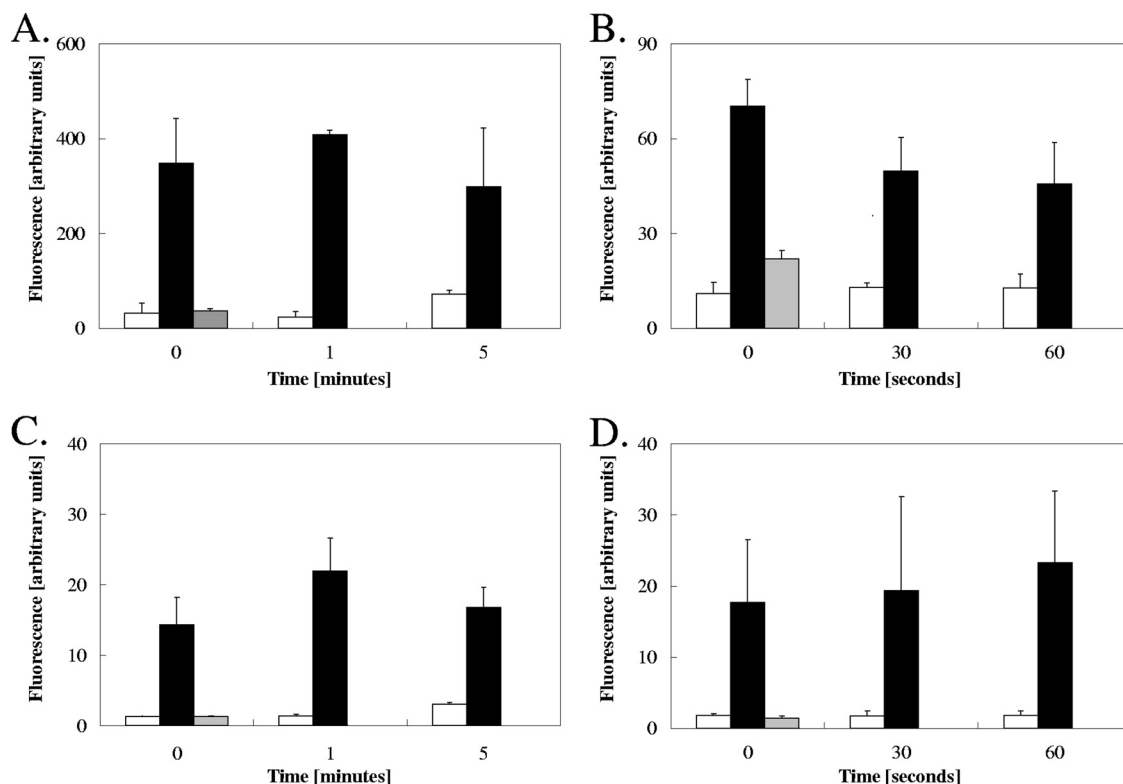 A.
Fluorescence [arbitrary units]
600
400
200
0
0 1 5
Time [minutes]
B.
Fluorescence [arbitrary units]
90
60
30
0
0 30 60
Time [seconds]
C.
Fluorescence [arbitrary units]
40
30
20
10
0
0 1 5
Time [minutes]
D.
Fluorescence [arbitrary units]
40
30
20
10
0
0 30 60
Time [seconds]